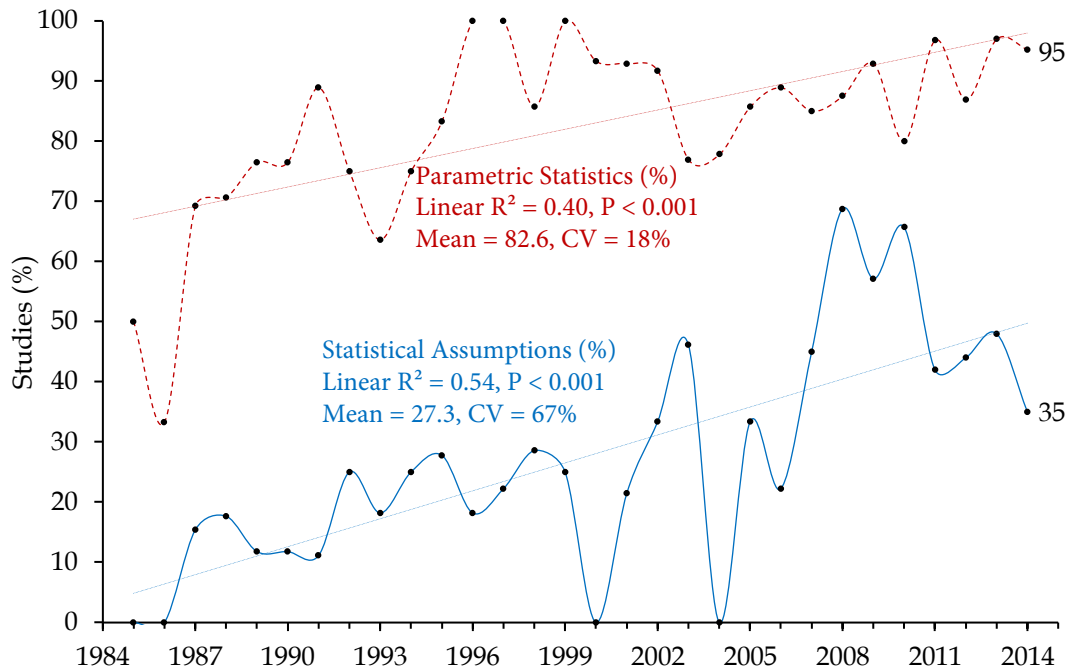 100
90
80
70
60
50
40
30
20
10
0
Studies (%)
95
Parametric Statistics (%)
Linear R² = 0.40, P < 0.001
Mean = 82.6, CV = 18%
Statistical Assumptions (%)
Linear R² = 0.54, P < 0.001
Mean = 27.3, CV = 67%
35
1984 1987 1990 1993 1996 1999 2002 2005 2008 2011 2014